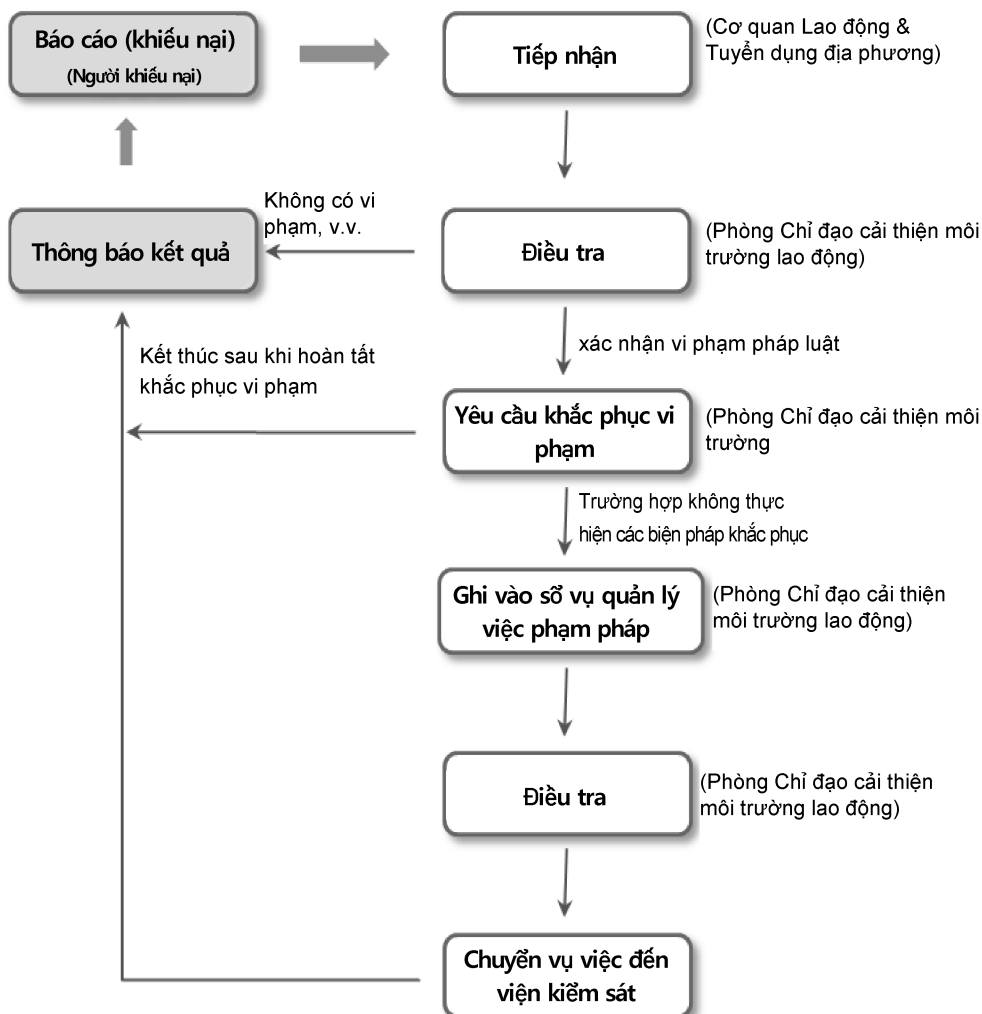 Báo cáo (khiếu nại)
(Người khiếu nại)
Tiếp nhận
(Cơ quan Lao động &
Tuyển dụng địa phương)
Không có vi
phạm, v.v.
Thông báo kết quả
Điều tra
(Phòng Chỉ đạo cải thiện môi
trường lao động)
xác nhận vi phạm pháp luật
Kết thúc sau khi hoàn tất
khắc phục vi phạm
Yêu cầu khắc phục vi
phạm
(Phòng Chỉ đạo cải thiện môi
trường
Trường hợp không thực
hiện các biện pháp khắc phục
Ghi vào sổ vụ quản lý
việc phạm pháp
(Phòng Chỉ đạo cải thiện
môi trường lao động)
Điều tra
(Phòng Chỉ đạo cải thiện
môi trường lao động)
Chuyển vụ việc đến
viện kiểm sát